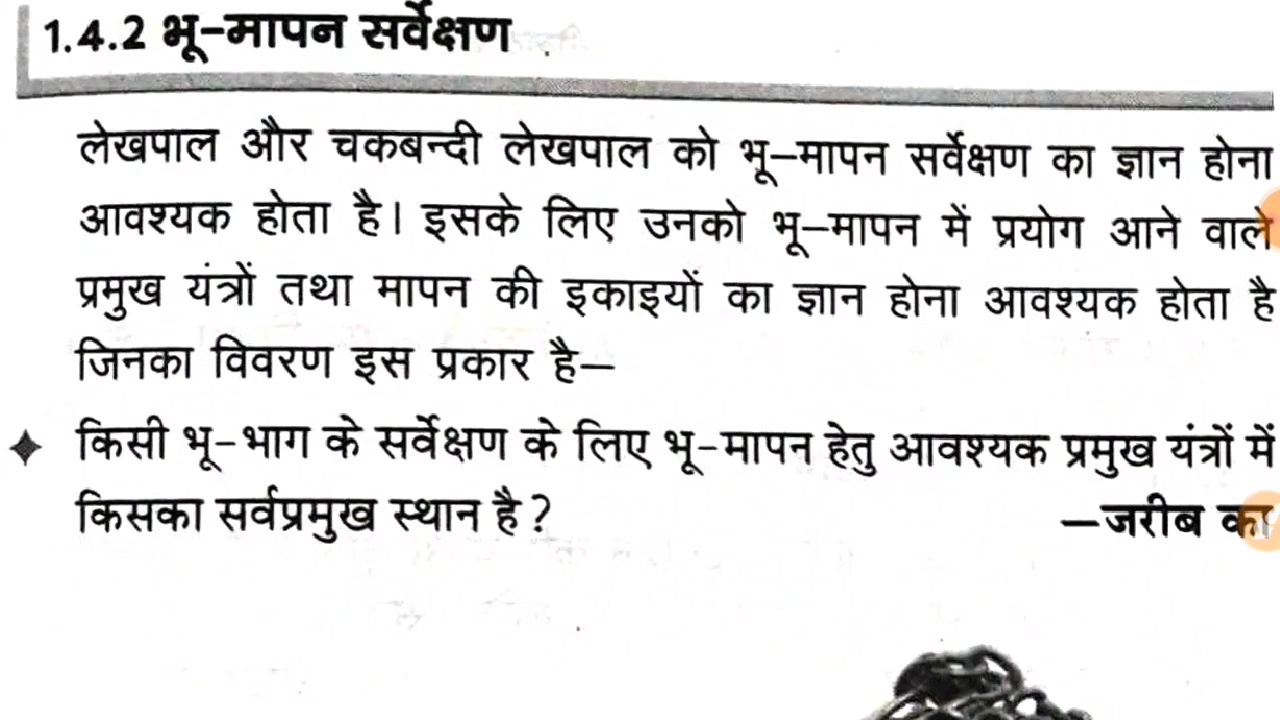 1.4.2 भू-मापन सर्वेक्षण
लेखपाल और चकबन्दी लेखपाल को भू-मापन सर्वेक्षण का ज्ञान होना
आवश्यक होता है। इसके लिए उनको भू-मापन में प्रयोग आने वाले
प्रमुख यंत्रों तथा मापन की इकाइयों का ज्ञान होना आवश्यक होता है
जिनका विवरण इस प्रकार है–
किसी भू-भाग के सर्वेक्षण के लिए भू-मापन हेतु आवश्यक प्रमुख यंत्रों में
किसका सर्वप्रमुख स्थान है? –जरीब का